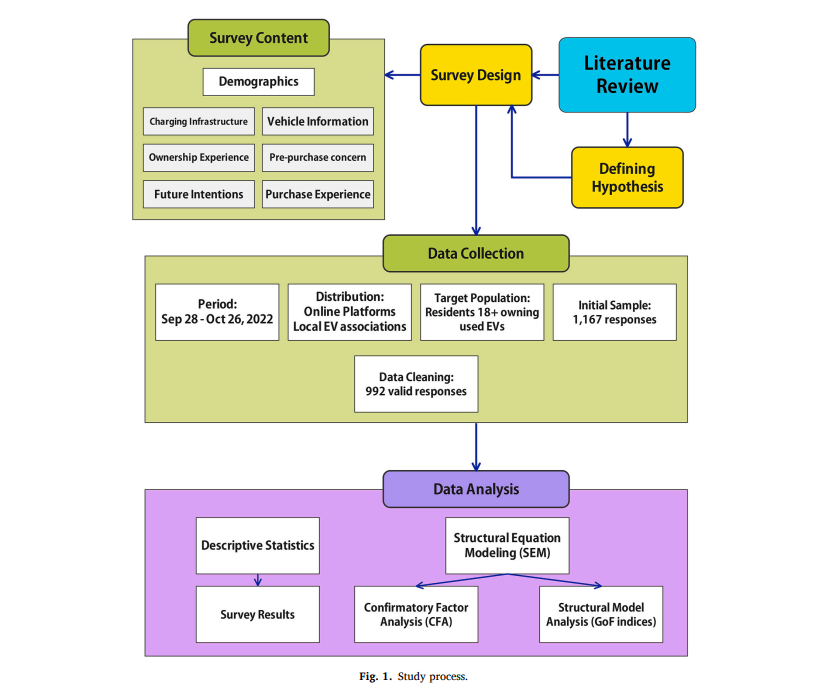 Survey Content
Demographics
Charging Infrastructure
Vehicle Information
Ownership Experience
Pre-purchase concern
Future Intentions
Purchase Experience
Survey Design
Literature
Review
Defining
Hypothesis
Data Collection
Period:
Sep 28 - Oct 26, 2022
Distribution:
Online Platforms
Local EV associations
Target Population:
Residents 18+ owning
used EVs
Initial Sample:
1,167 responses
Data Cleaning:
992 valid responses
Data Analysis
Descriptive Statistics
Survey Results
Structural Equation
Modeling (SEM)
Confirmatory Factor
Analysis (CFA)
Structural Model
Analysis (GoF indices)
Fig. 1. Study process.